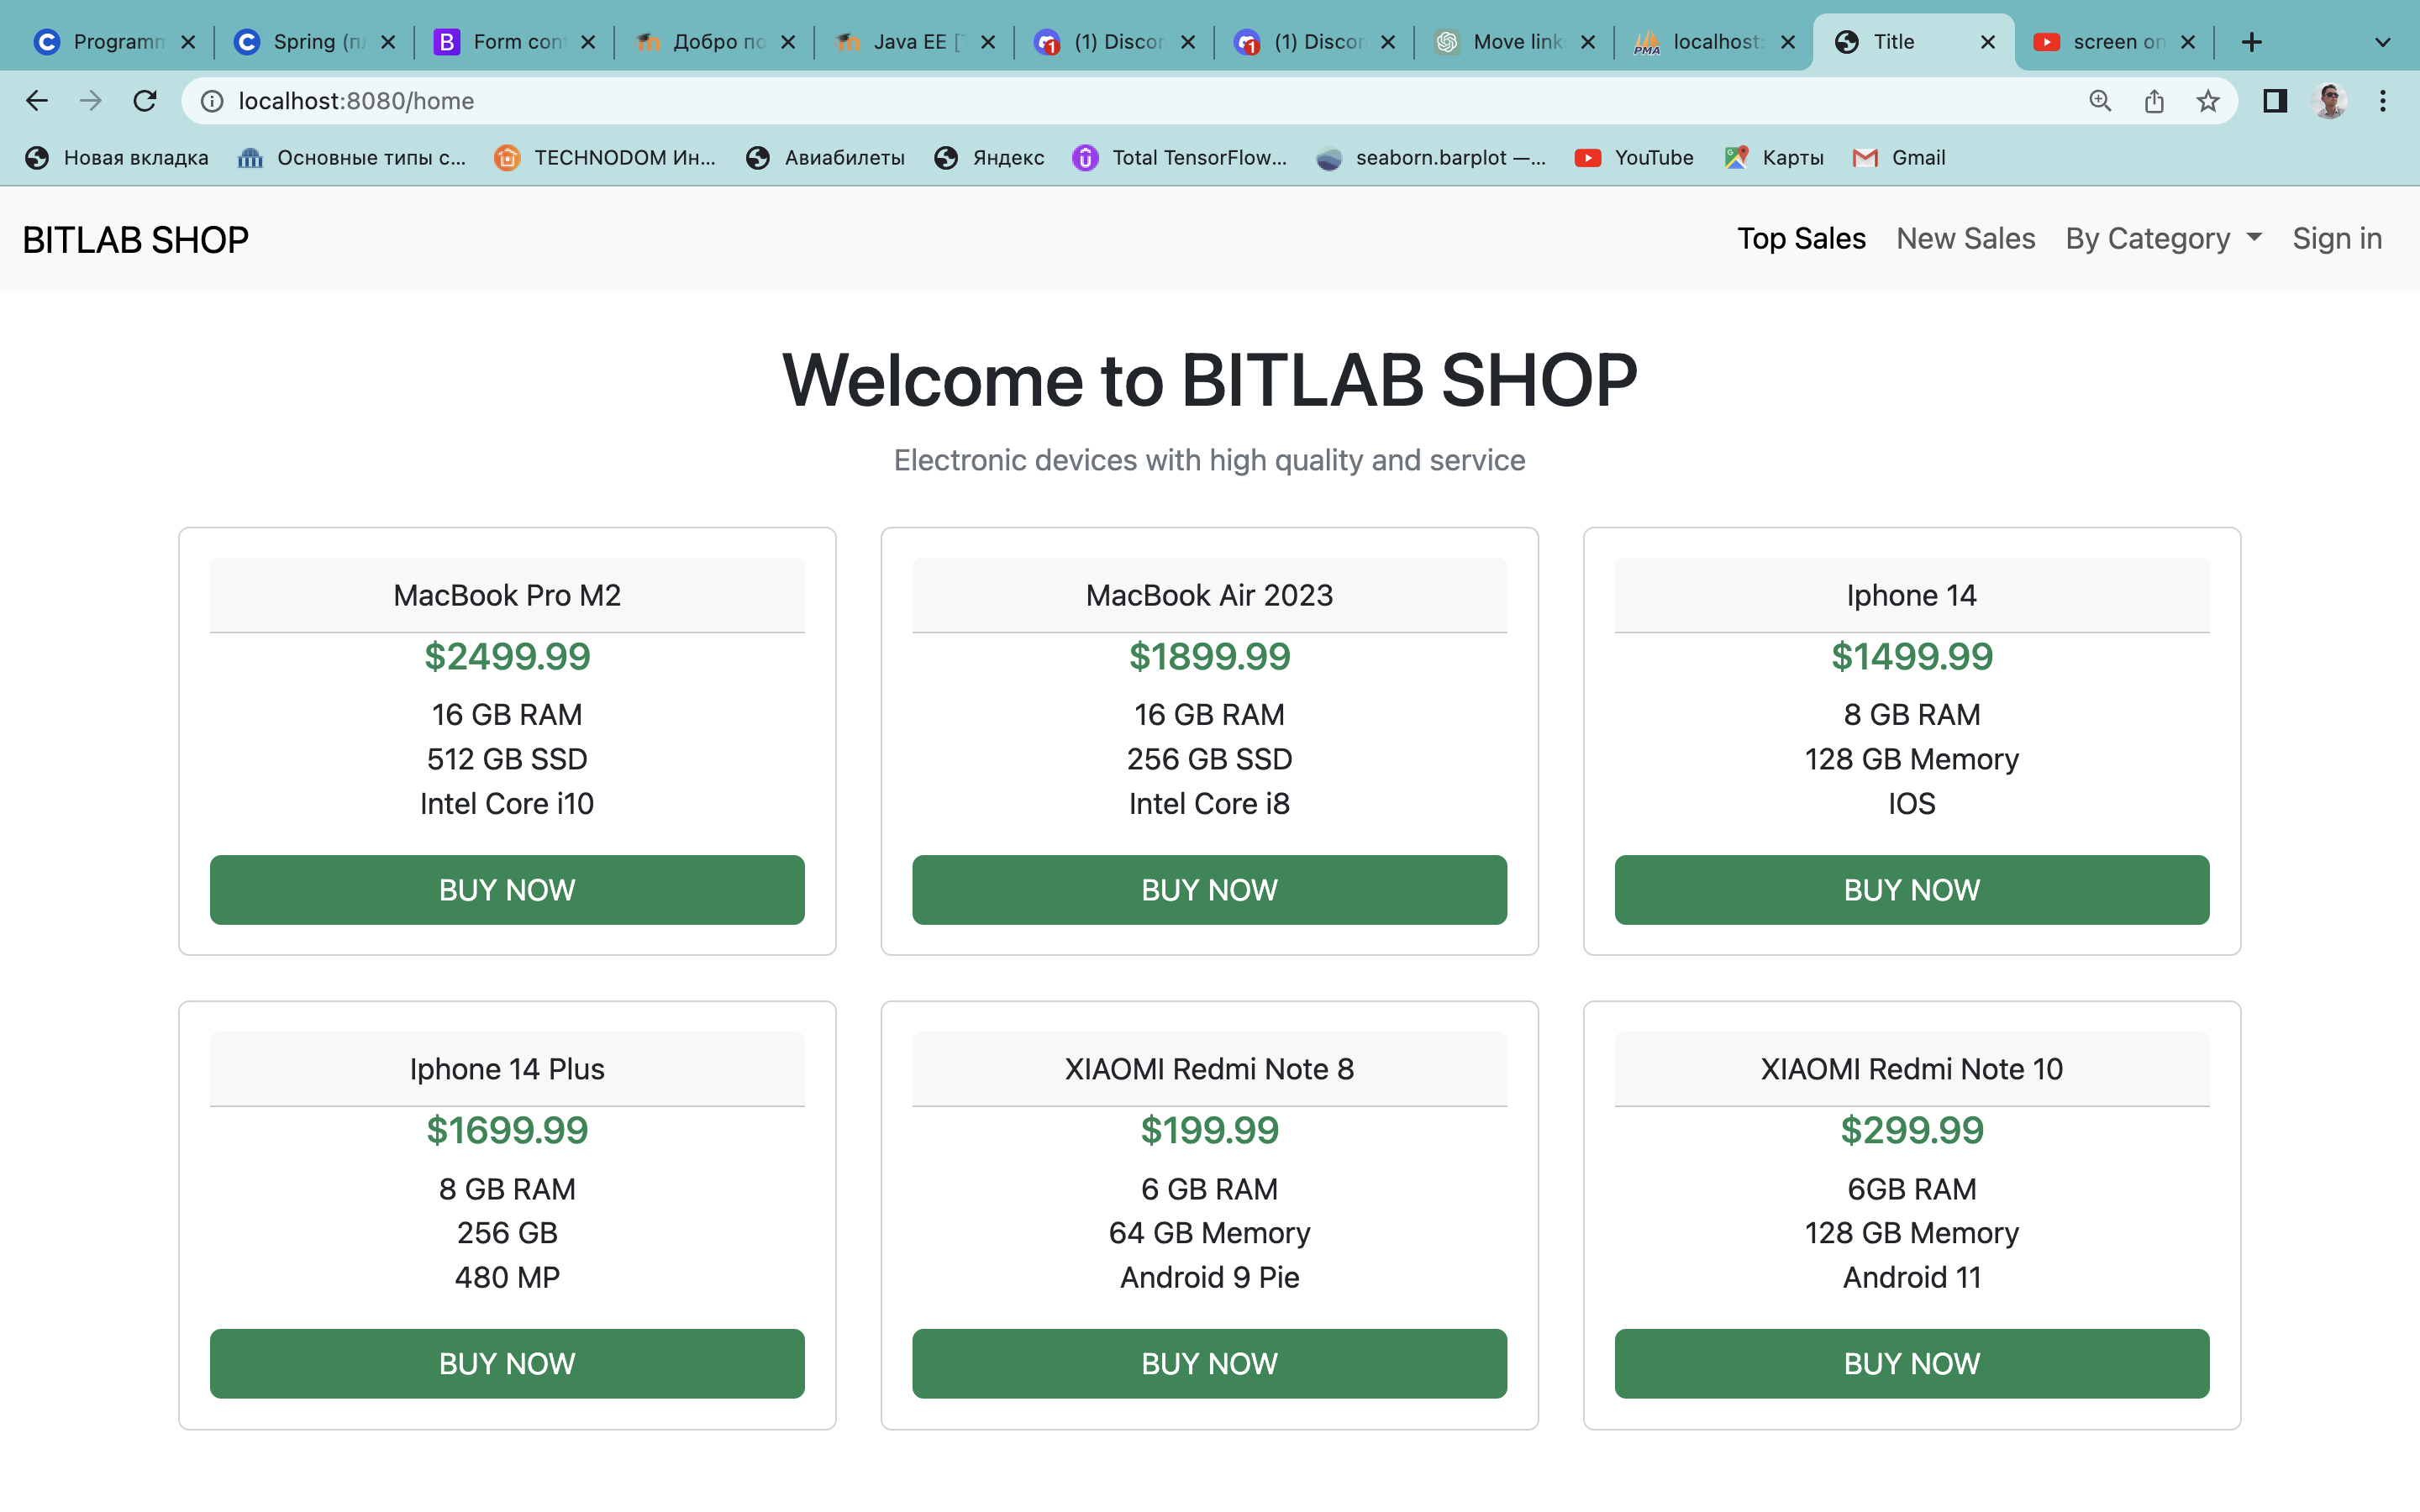 Programm
Spring (п
Form con
Добро по
Java EE [
(1) Discor
(1) Discor
Move link
localhost:
Title
screen on
localhost:8080/home
Новая вкладка
Основные типы с...
TECHNODOM Ин...
Авиабилеты
Яндекс
Total TensorFlow...
seaborn.barplot —...
YouTube
Карты
Gmail
BITLAB SHOP
Top Sales
New Sales
By Category
Sign in
Welcome to BITLAB SHOP
Electronic devices with high quality and service
MacBook Pro M2
$2499.99
16 GB RAM
512 GB SSD
Intel Core i10
BUY NOW
MacBook Air 2023
$1899.99
16 GB RAM
256 GB SSD
Intel Core i8
BUY NOW
Iphone 14
$1499.99
8 GB RAM
128 GB Memory
IOS
BUY NOW
Iphone 14 Plus
$1699.99
8 GB RAM
256 GB
480 MP
BUY NOW
XIAOMI Redmi Note 8
$199.99
6 GB RAM
64 GB Memory
Android 9 Pie
BUY NOW
XIAOMI Redmi Note 10
$299.99
6GB RAM
128 GB Memory
Android 11
BUY NOW